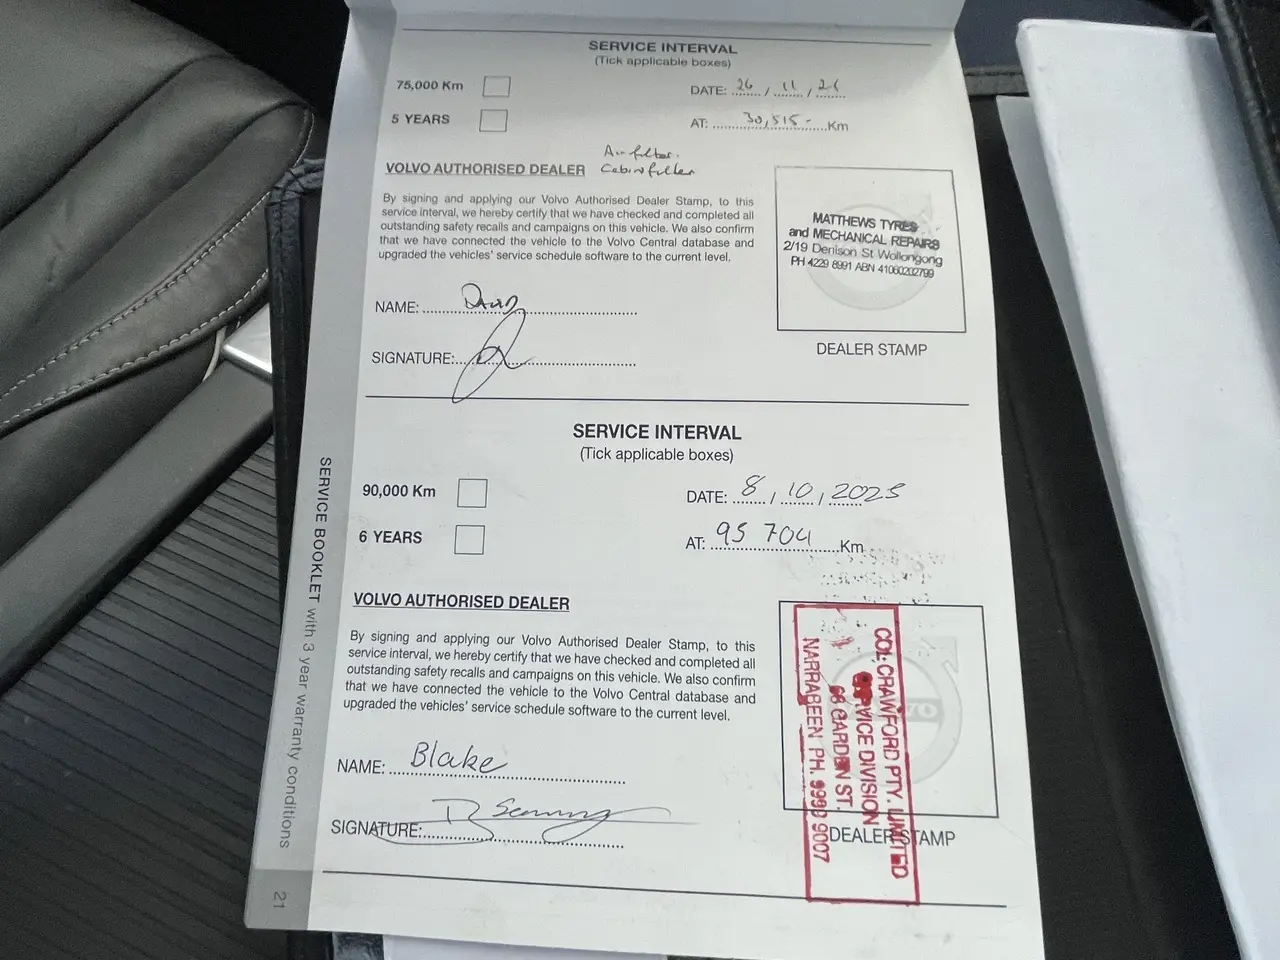 SERVICE INTERVAL
(Tick applicable boxes)
75,000 Km
DATE: 26 / 11 /
5 YEARS
AT: 30,515- Km
Air filter.
VOLVO AUTHORISED DEALER Cabin filter
By signing and applying our Volvo Authorised Dealer Stamp, to this
service interval, we hereby certify that we have checked and completed all
outstanding safety recalls and campaigns on this vehicle. We also confirm
that we have connected the vehicle to the Volvo Central database and
upgraded the vehicles' service schedule software to the current level.
MATTHEWS TYRES
and MECHANICAL REPAIRS
2/19 Denison St Wollongong
PH 4229 8991 ABN 41060202799
NAME:
SIGNATURE:
DEALER STAMP
SERVICE INTERVAL
(Tick applicable boxes)
90,000 Km
DATE: 8 / 10 / 2025
6 YEARS
AT: 95 704 Km
VOLVO AUTHORISED DEALER
By signing and applying our Volvo Authorised Dealer Stamp, to this
service interval, we hereby certify that we have checked and completed all
outstanding safety recalls and campaigns on this vehicle. We also confirm
that we have connected the vehicle to the Volvo Central database and
upgraded the vehicles' service schedule software to the current level.
COL CRAWFORD PTY. LIMITED
SERVICE DIVISION
66 GARDEN ST.
NARRABEEN PH. 9990 9007
NAME: Blake
SIGNATURE:
DEALER STAMP
SERVICE BOOKLET with 3 year warranty conditions
21